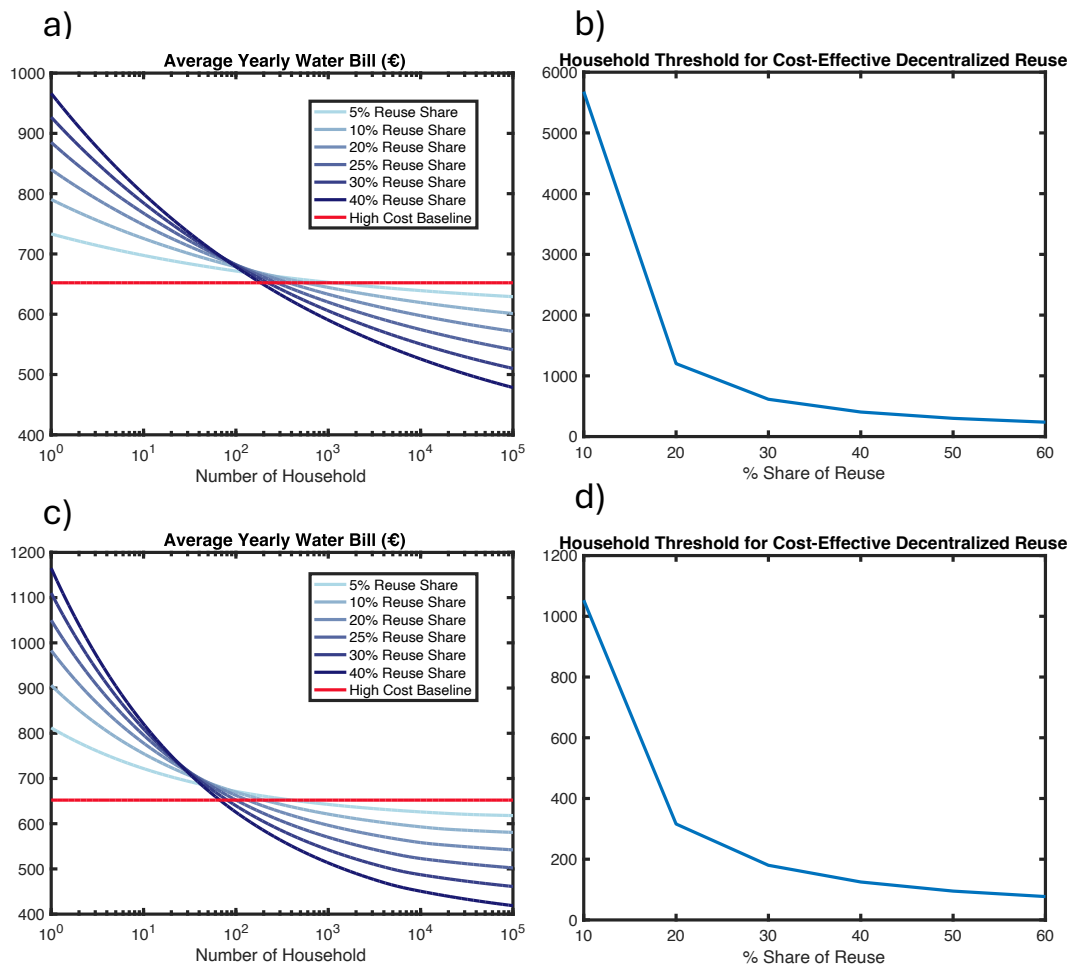 a)
Average Yearly Water Bill (€)
1000
900
800
700
600
500
400
10^0
10^1
10^2
10^3
10^4
10^5
Number of Household
5% Reuse Share
10% Reuse Share
20% Reuse Share
25% Reuse Share
30% Reuse Share
40% Reuse Share
High Cost Baseline
b)
Household Threshold for Cost-Effective Decentralized Reuse
6000
5000
4000
3000
2000
1000
0
10
20
30
40
50
60
% Share of Reuse
c)
Average Yearly Water Bill (€)
1200
1100
1000
900
800
700
600
500
400
10^0
10^1
10^2
10^3
10^4
10^5
Number of Household
5% Reuse Share
10% Reuse Share
20% Reuse Share
25% Reuse Share
30% Reuse Share
40% Reuse Share
High Cost Baseline
d)
Household Threshold for Cost-Effective Decentralized Reuse
1200
1000
800
600
400
200
0
10
20
30
40
50
60
% Share of Reuse